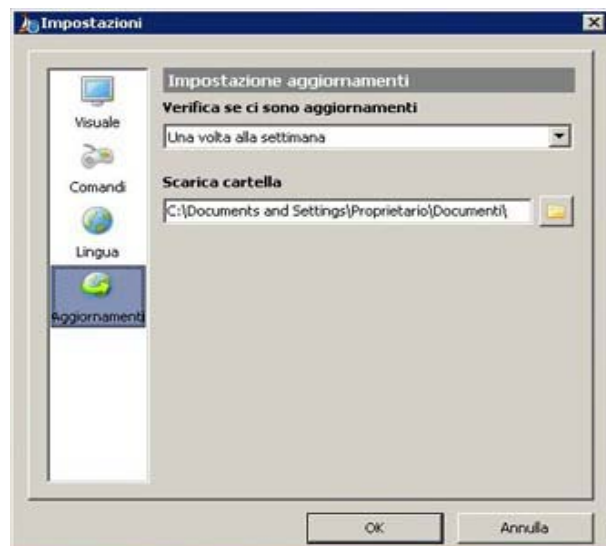 Impostazioni
Visuale
Comandi
Lingua
Aggiornamenti
Impostazione aggiornamenti
Verifica se ci sono aggiornamenti
Una volta alla settimana
Scarica cartella
C:\Documents and Settings\Proprietario\Documenti\
OK
Annulla